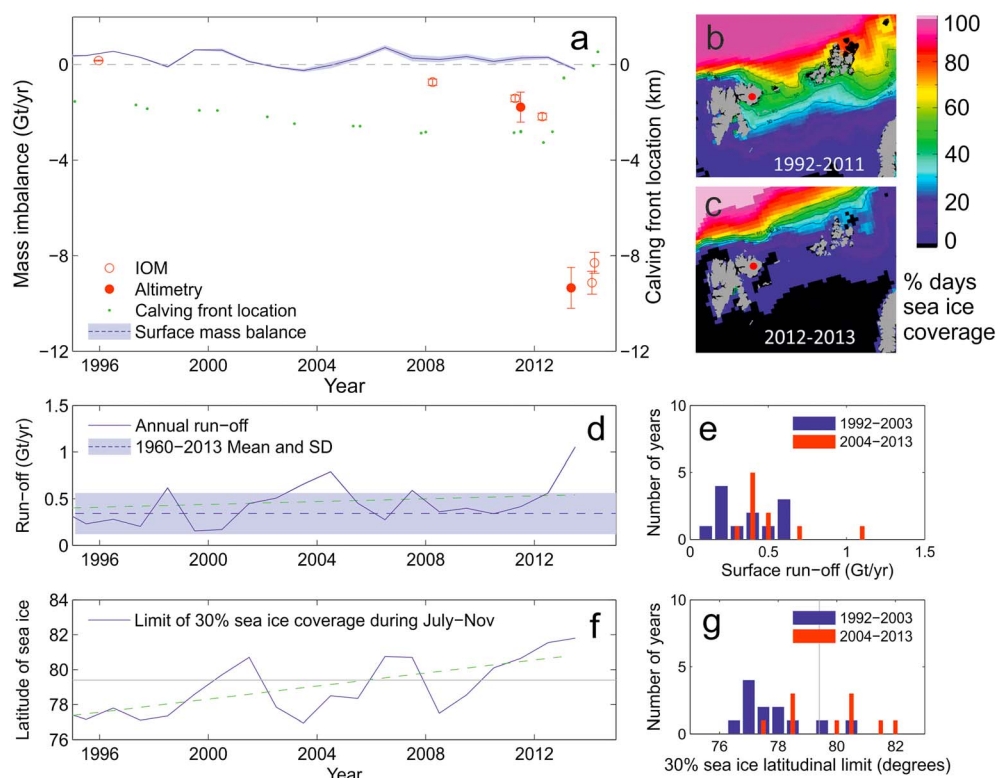 a
Mass imbalance (Gt/yr)
0
−4
−8
−12
0
−4
−8
−12
Calving front location (km)
IOM
Altimetry
Calving front location
Surface mass balance
1996
2000
2004
2008
2012
Year
b
1992-2011
c
2012-2013
100
80
60
40
20
0
% days
sea ice
coverage
d
Run-off (Gt/yr)
1.5
1
0.5
0
Annual run-off
1960−2013 Mean and SD
1996
2000
2004
2008
2012
e
Number of years
10
5
0
1992−2003
2004−2013
0
0.5
1
1.5
Surface run-off (Gt/yr)
f
Latitude of sea ice
84
82
80
78
76
Limit of 30% sea ice coverage during July−Nov
1996
2000
2004
2008
2012
Year
g
Number of years
10
5
0
1992−2003
2004−2013
76
78
80
82
30% sea ice latitudinal limit (degrees)